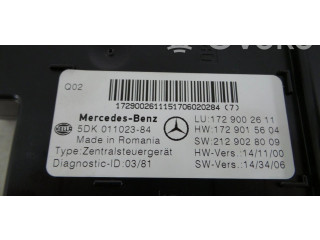 Q02
1729002611151706020284 (7)
Mercedes-Benz
HELLA 5DK 011023-84
Made in Romania
Type:Zentralsteuergerät
Diagnostic-ID:03/81
LU:172 900 26 11
HW:172 901 56 04
SW:212 902 80 09
HW-Vers.:14/11/00
SW-Vers.:14/34/06